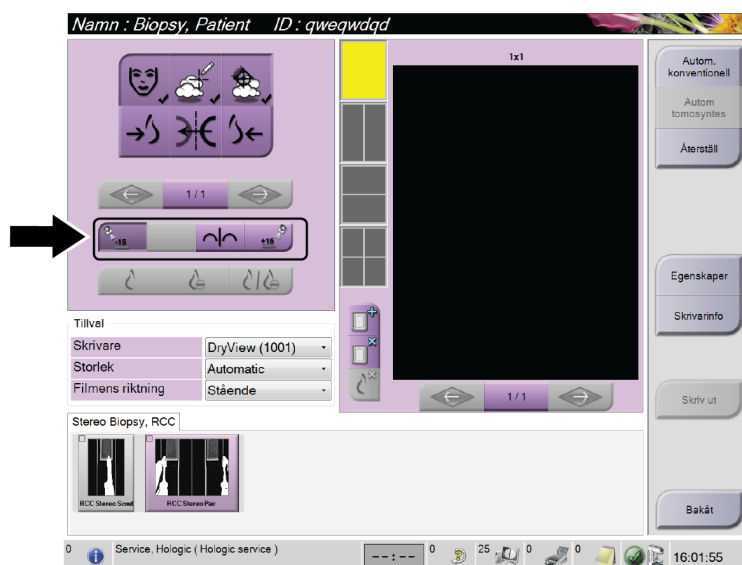 Namn : Biopsy, Patient ID : qweqwdqd
1/1
-15
+15
Tillval
Skrivare DryView (1001)
Storlek Automatic
Filmens riktning Stående
1x1
1/1
Autom. konventionell
Autom tomosyntes
Återställ
Egenskaper
Skrivarinfo
Skriv ut
Bakåt
Stereo Biopsy, RCC
RCC Stereo Scout
RCC Stereo Pair
0 Service, Hologic ( Hologic service ) --:-- 0 25 0 0 16:01:55